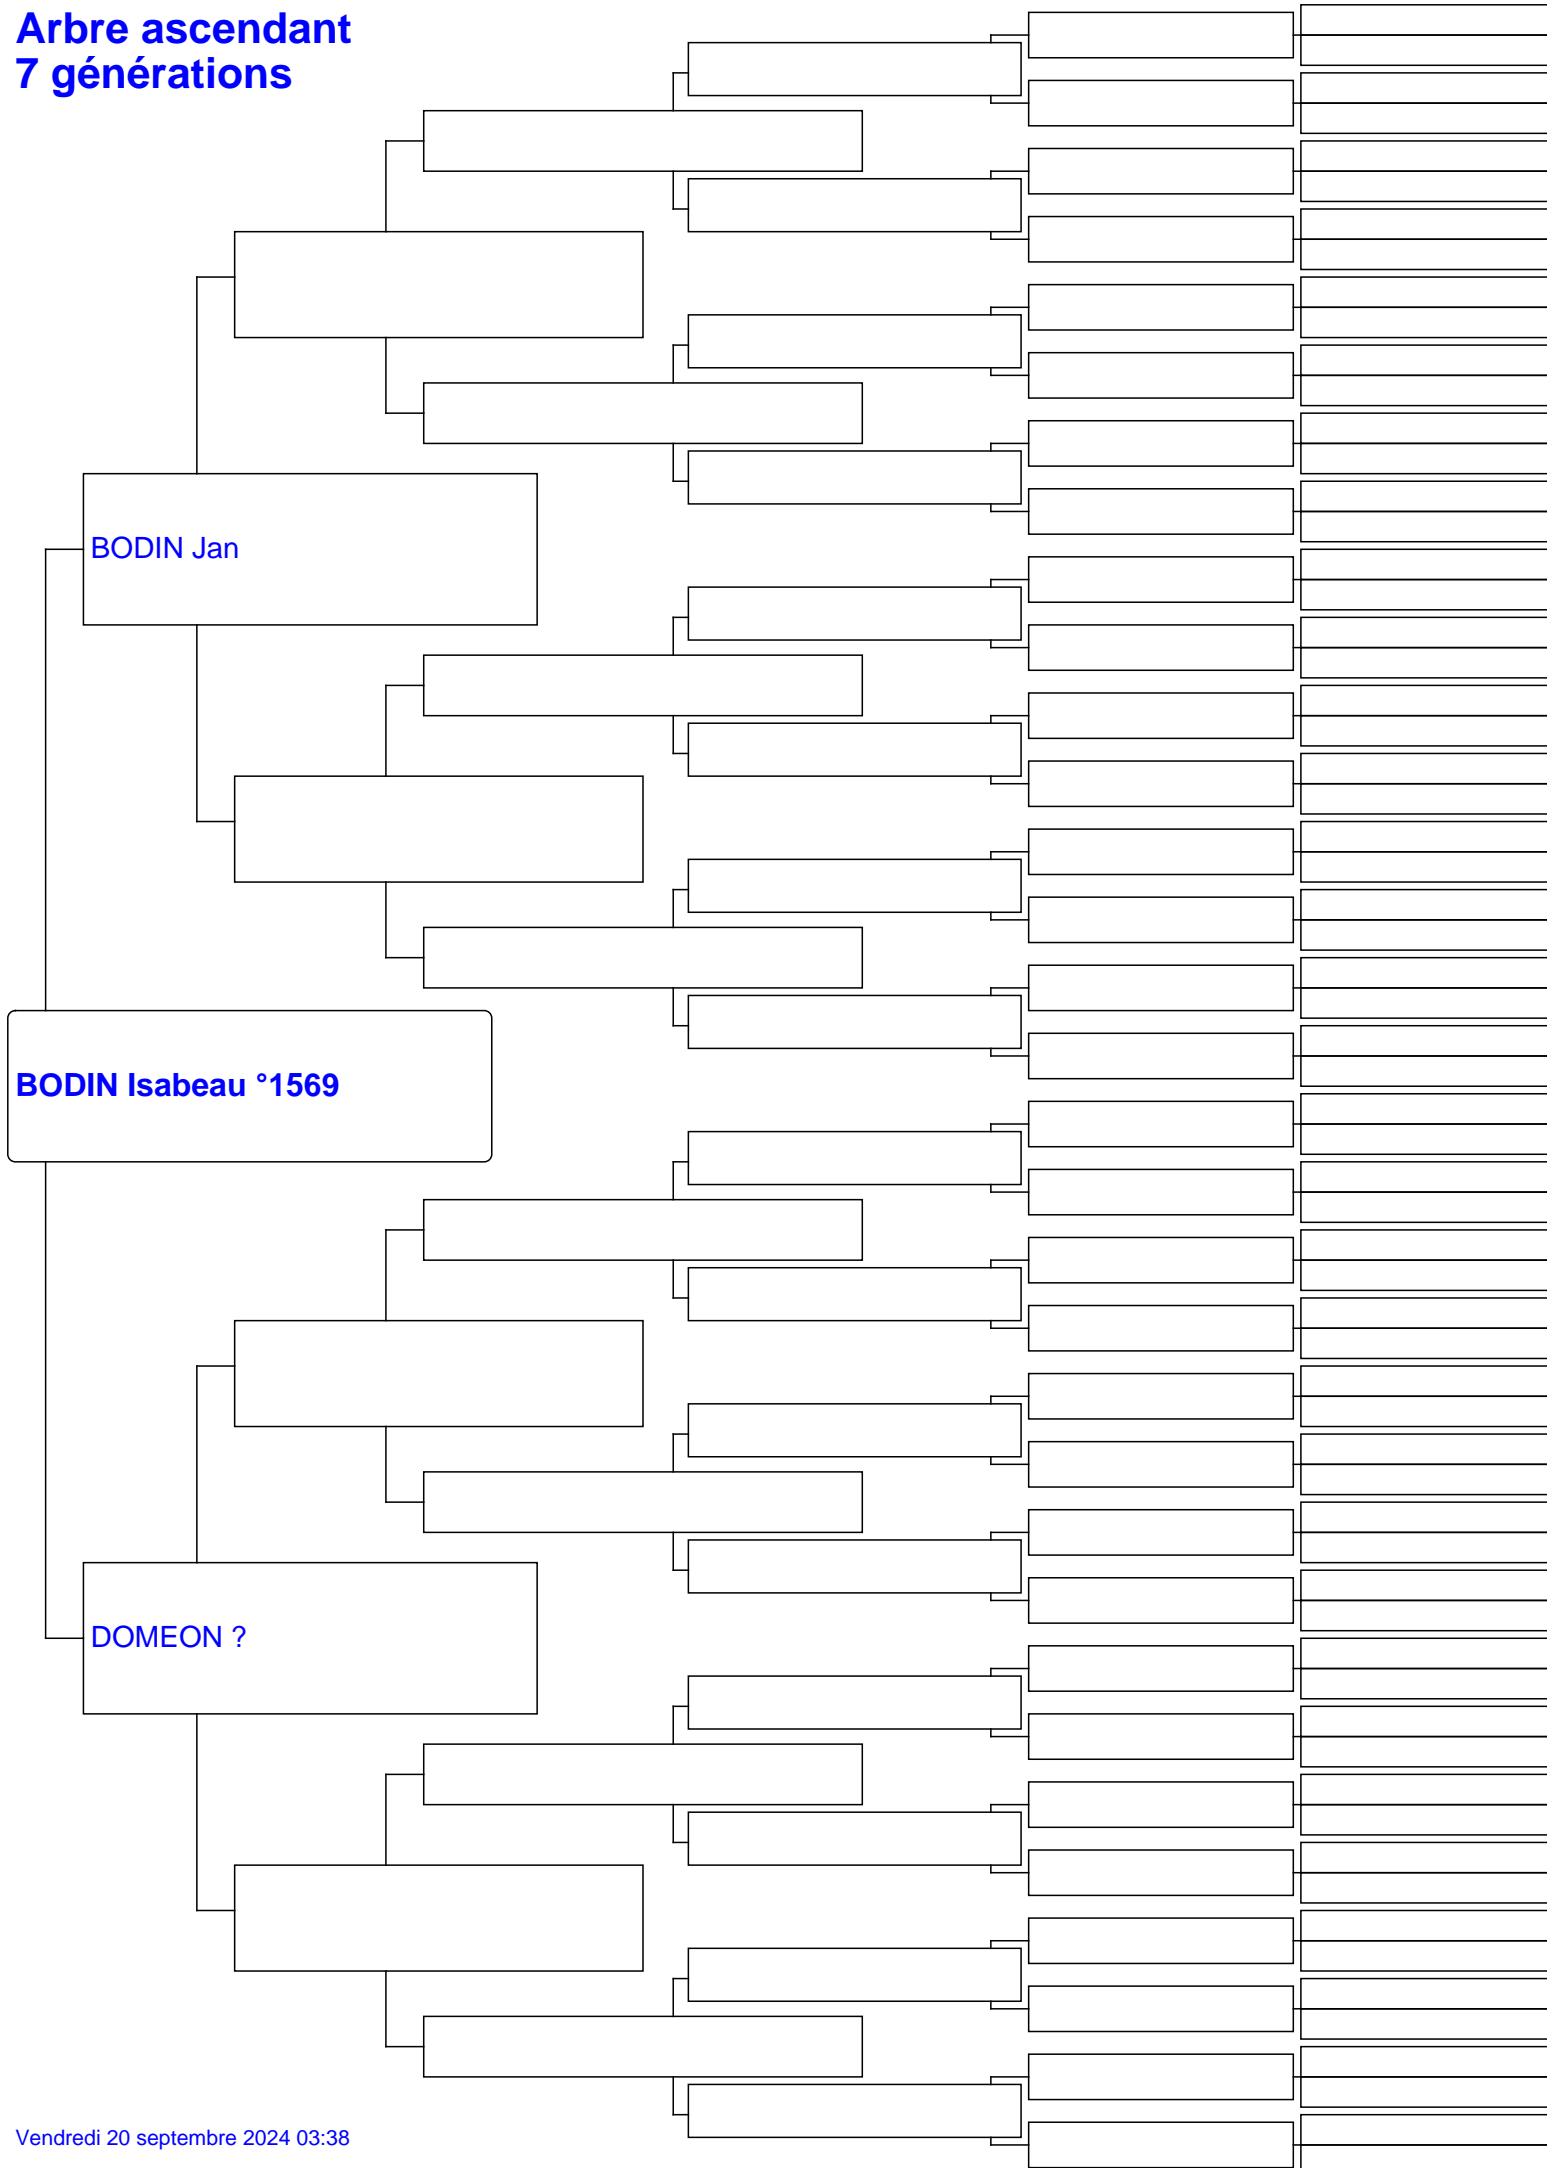 Arbre ascendant
7 générations
BODIN Jan
BODIN Isabeau °1569
DOMEON ?
Vendredi 20 septembre 2024 03:38